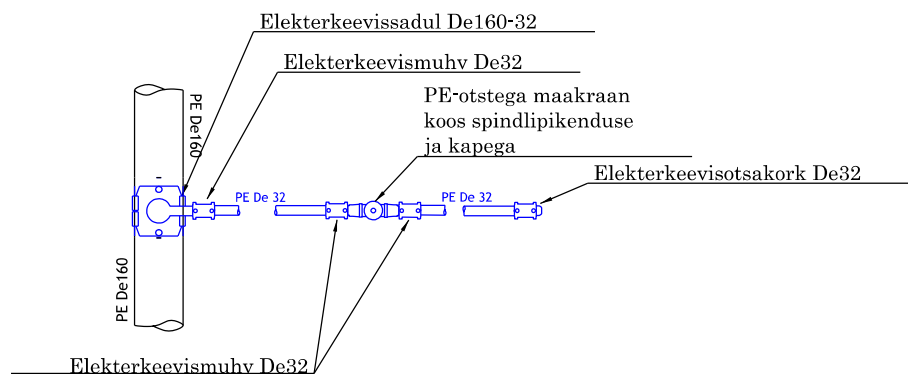 Elekterkeevissadul De160-32
Elekterkeevismuhv De32
PE-otstega maakraan
koos spindlipikenduse
ja kapega
Elekterkeevisotsakork De32
PE De160
PE De 32
PE De 32
PE De160
Elekterkeevismuhv De32